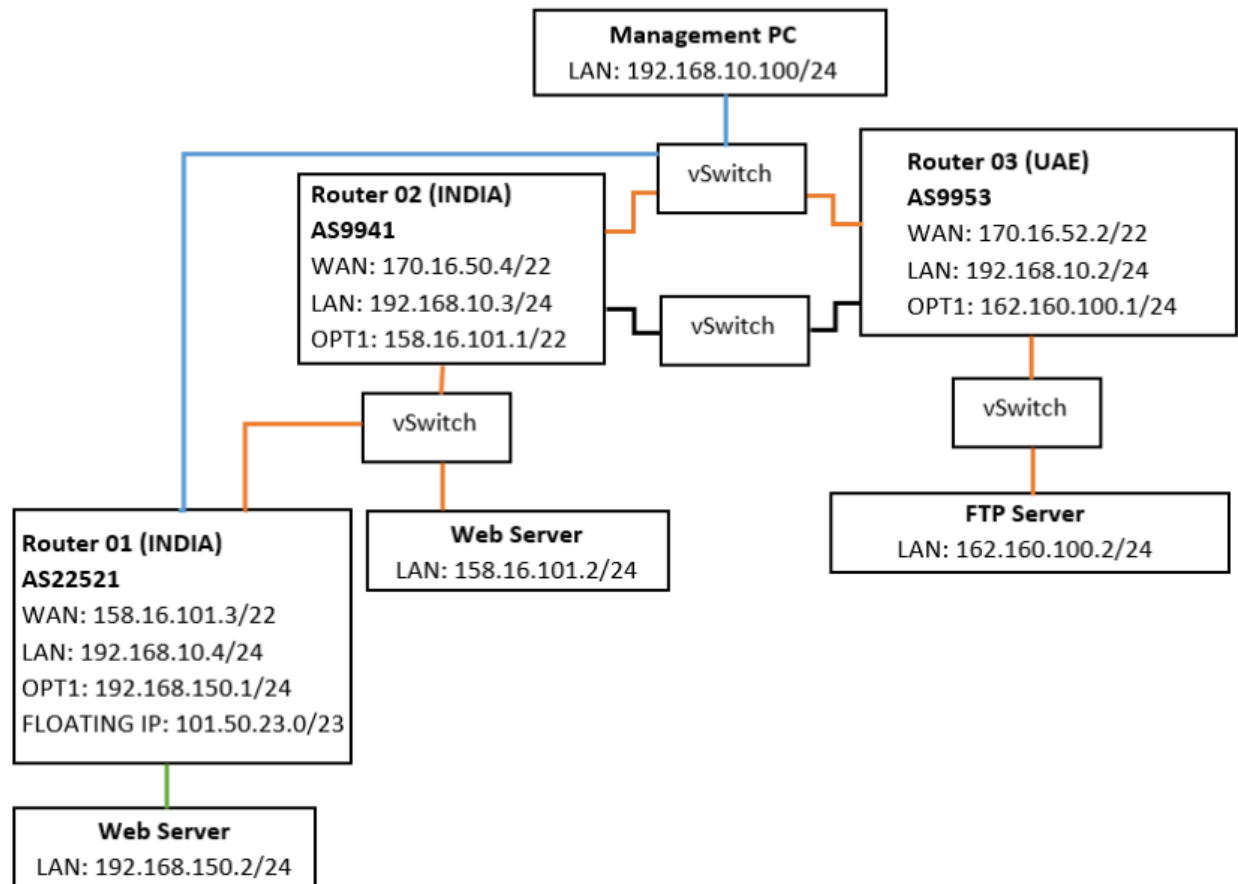 Management PC
LAN: 192.168.10.100/24
vSwitch
Router 02 (INDIA)
AS9941
WAN: 170.16.50.4/22
LAN: 192.168.10.3/24
OPT1: 158.16.101.1/22
Router 03 (UAE)
AS9953
WAN: 170.16.52.2/22
LAN: 192.168.10.2/24
OPT1: 162.160.100.1/24
vSwitch
vSwitch
vSwitch
Router 01 (INDIA)
AS22521
WAN: 158.16.101.3/22
LAN: 192.168.10.4/24
OPT1: 192.168.150.1/24
FLOATING IP: 101.50.23.0/23
Web Server
LAN: 158.16.101.2/24
FTP Server
LAN: 162.160.100.2/24
Web Server
LAN: 192.168.150.2/24